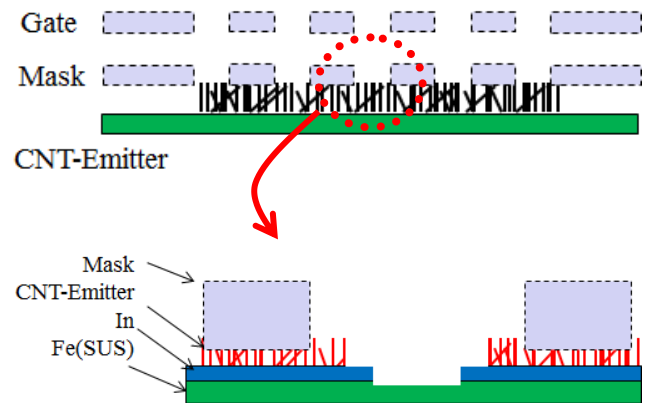 Gate
Mask
CNT-Emitter
Mask
CNT-Emitter
In
Fe(SUS)